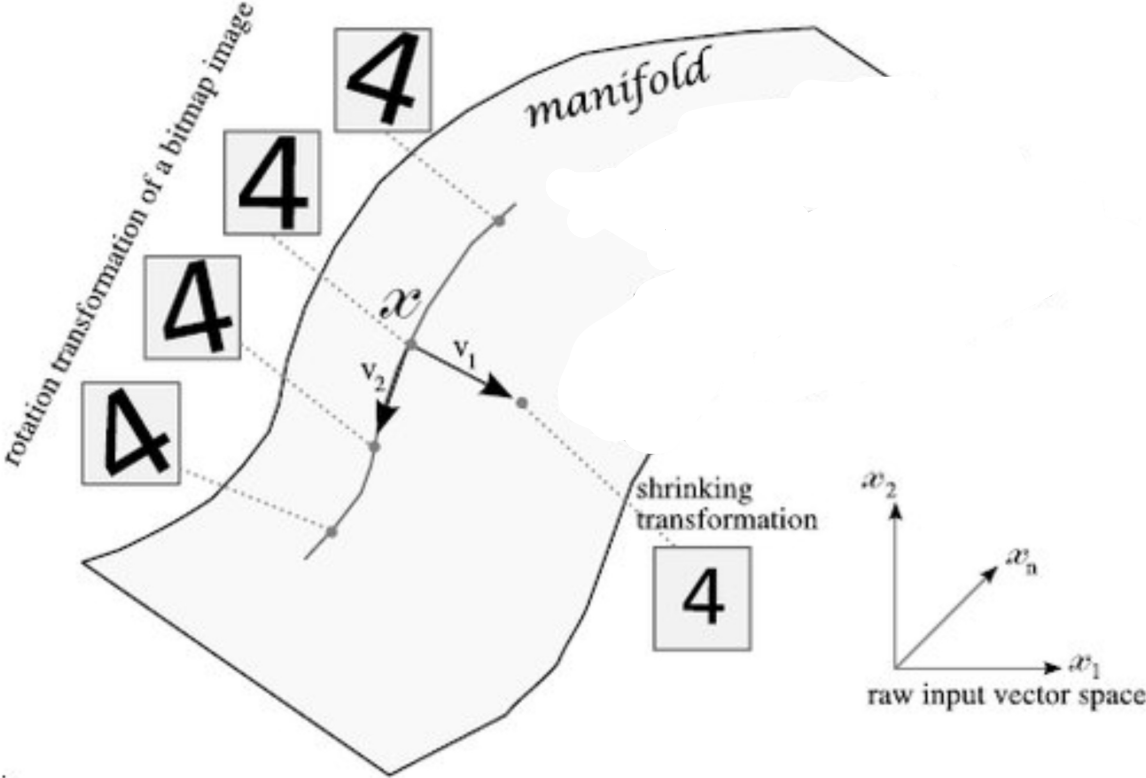 rotation transformation of a bitmap image
4
4
4
4
manifold
x
v₁
v₂
shrinking
transformation
4
x₂
xₙ
x₁
raw input vector space